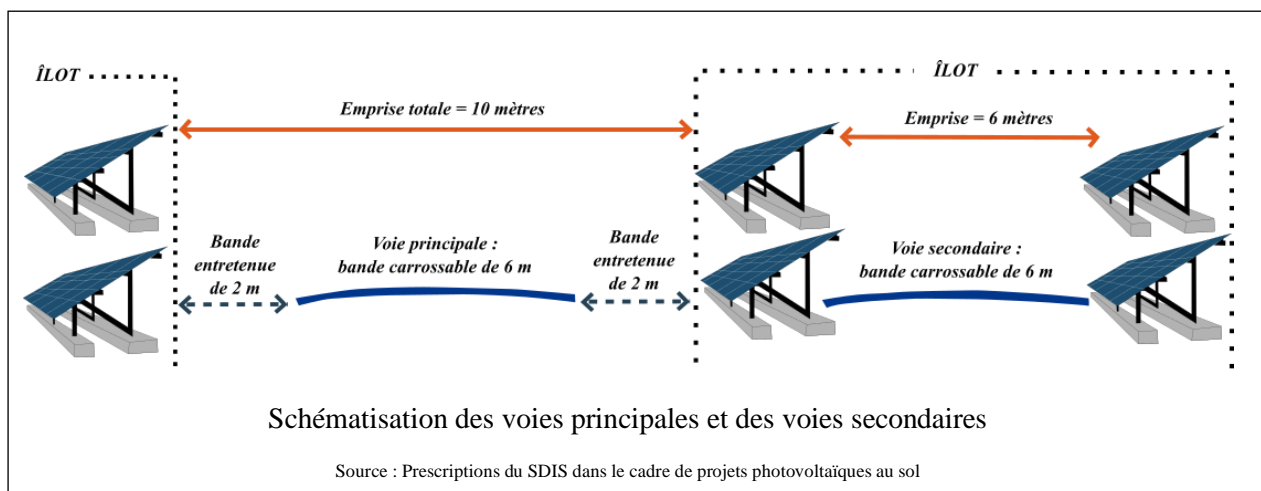 ÎLOT
ÎLOT
Emprise totale = 10 mètres
Emprise = 6 mètres
Bande
entretenue
de 2 m
Voie principale :
bande carrossable de 6 m
Bande
entretenue
de 2 m
Voie secondaire :
bande carrossable de 6 m
Schématisation des voies principales et des voies secondaires
Source : Prescriptions du SDIS dans le cadre de projets photovoltaïques au sol